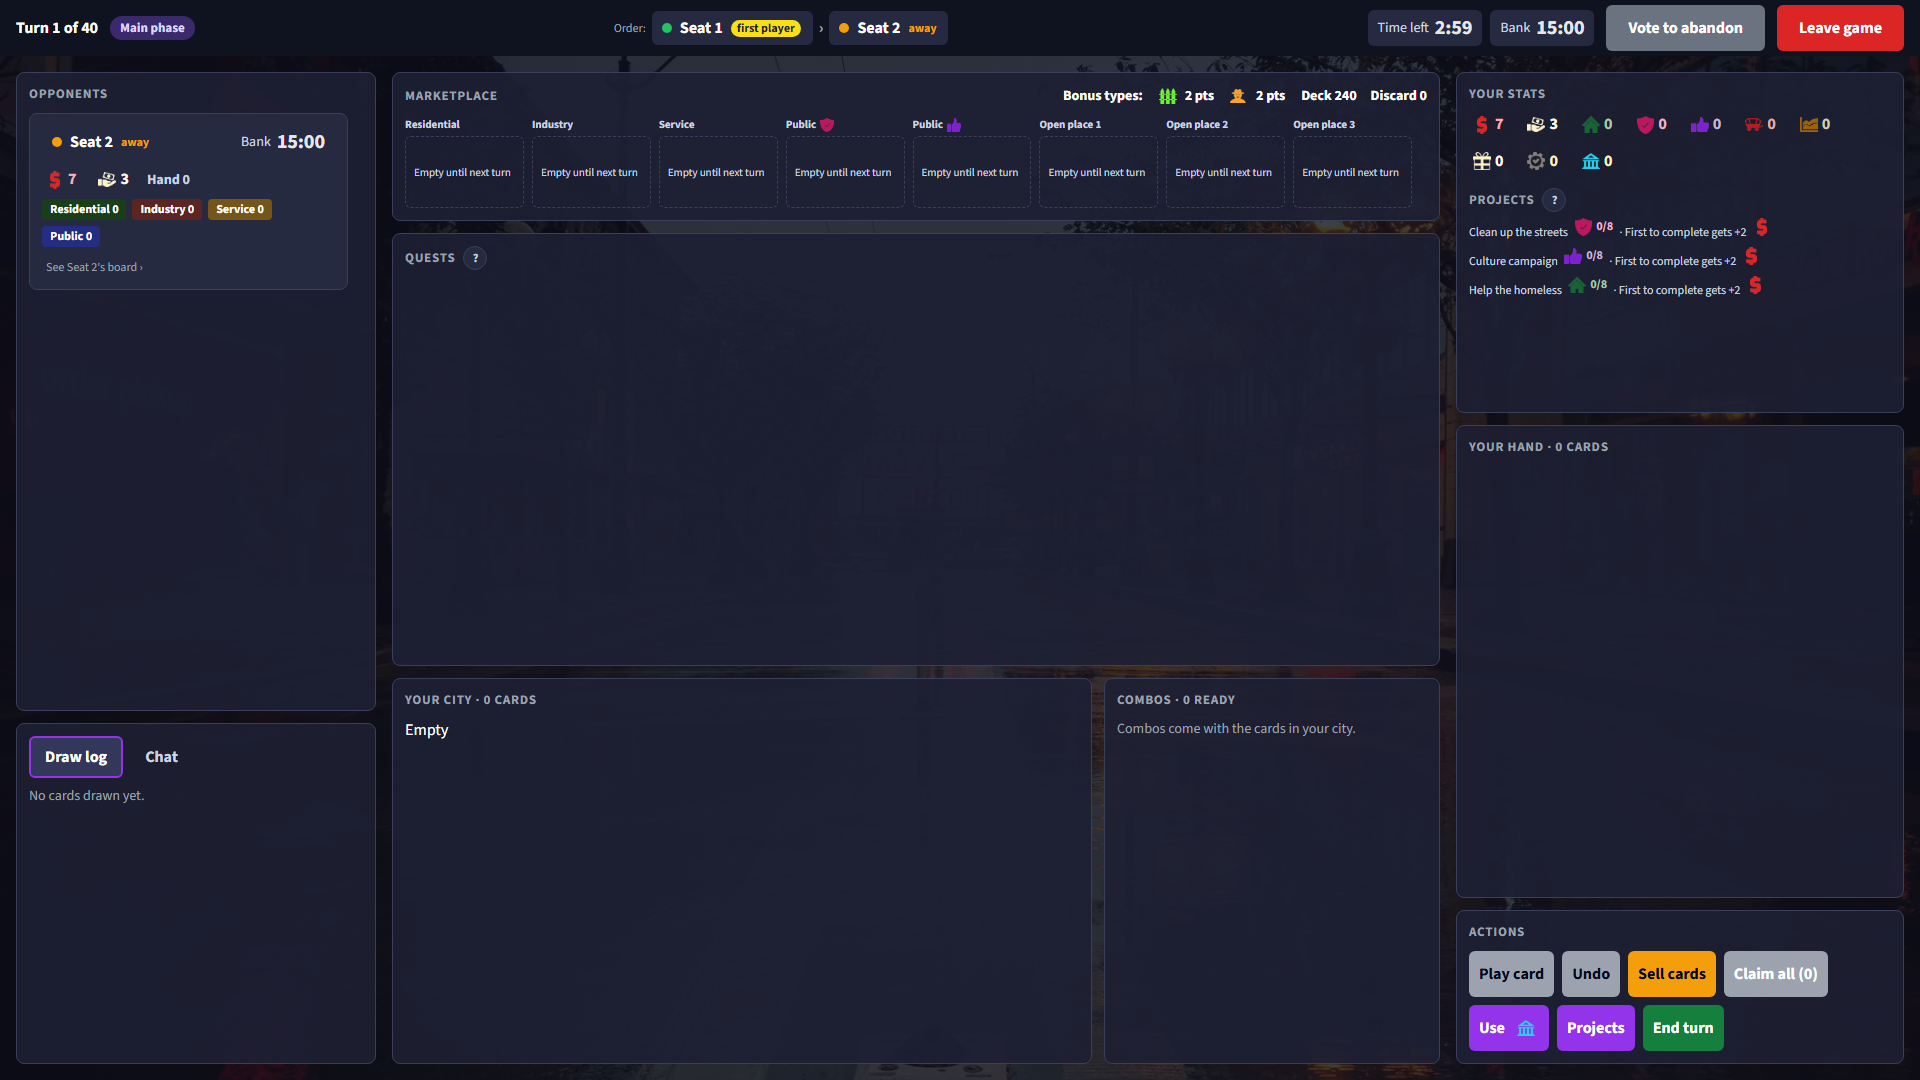 Turn 1 of 40 Main phase
Order: Seat 1 first player › Seat 2 away
Time left 2:59 Bank 15:00 Vote to abandon Leave game
OPPONENTS
Seat 2 away Bank 15:00
7 3 Hand 0
Residential 0 Industry 0 Service 0
Public 0
See Seat 2's board ›
Draw log Chat
No cards drawn yet.
MARKETPLACE Bonus types: 2 pts 2 pts Deck 240 Discard 0
Residential Industry Service Public Public Open place 1 Open place 2 Open place 3
Empty until next turn Empty until next turn Empty until next turn Empty until next turn Empty until next turn Empty until next turn Empty until next turn Empty until next turn
QUESTS ?
YOUR CITY · 0 CARDS
Empty
COMBOS · 0 READY
Combos come with the cards in your city.
YOUR STATS
7 3 0 0 0 0 0
0 0 0
PROJECTS ?
Clean up the streets 0/8 · First to complete gets +2
Culture campaign 0/8 · First to complete gets +2
Help the homeless 0/8 · First to complete gets +2
YOUR HAND · 0 CARDS
ACTIONS
Play card Undo Sell cards Claim all (0)
Use Projects End turn